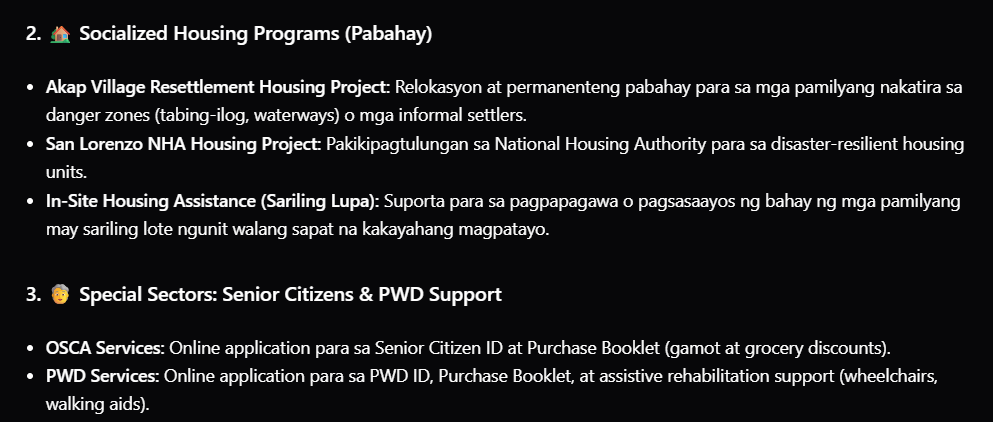 2. 🏠 Socialized Housing Programs (Pabahay)
• Akap Village Resettlement Housing Project: Relokasyon at permanenteng pabahay para sa mga pamilyang nakatira sa
danger zones (tabing-ilog, waterways) o mga informal settlers.
• San Lorenzo NHA Housing Project: Pakikipagtulungan sa National Housing Authority para sa disaster-resilient housing
units.
• In-Site Housing Assistance (Sariling Lupa): Suporta para sa pagpapagawa o pagsasaayos ng bahay ng mga pamilyang
may sariling lote ngunit walang sapat na kakayahang magpatayo.
3. 🧓 Special Sectors: Senior Citizens & PWD Support
• OSCA Services: Online application para sa Senior Citizen ID at Purchase Booklet (gamot at grocery discounts).
• PWD Services: Online application para sa PWD ID, Purchase Booklet, at assistive rehabilitation support (wheelchairs,
walking aids).